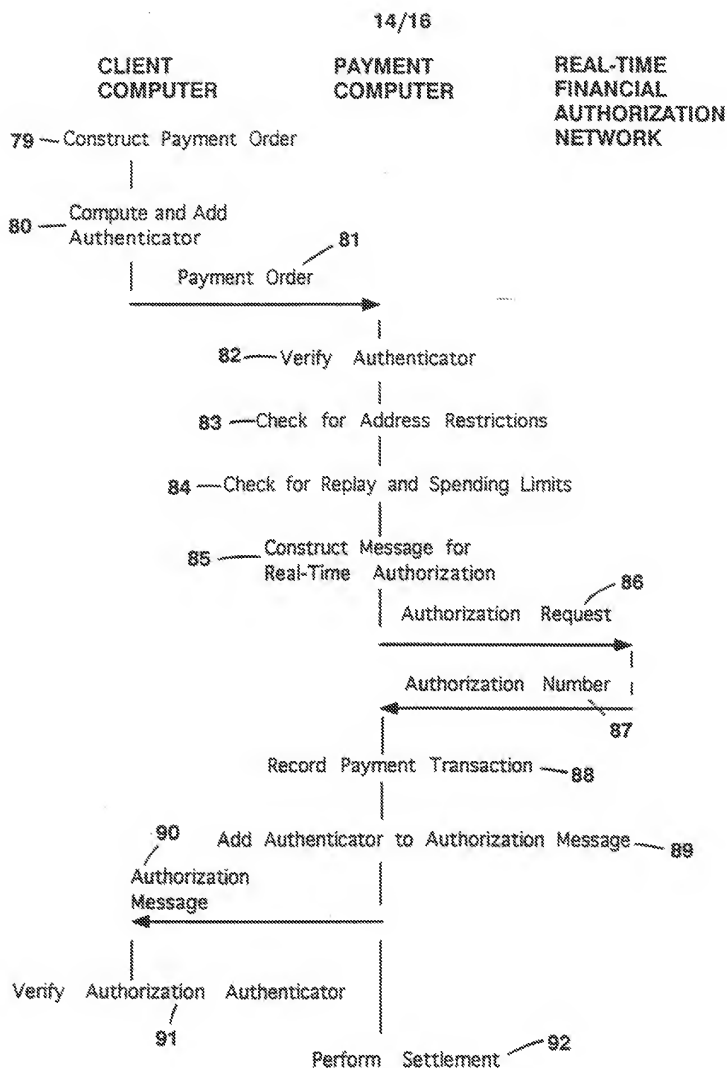 14/16
CLIENT
COMPUTER
PAYMENT
COMPUTER
REAL-TIME
FINANCIAL
AUTHORIZATION
NETWORK
79 Construct Payment Order
80 Compute and Add
Authenticator
81
Payment Order
82 Verify Authenticator
83 Check for Address Restrictions
84 Check for Replay and Spending Limits
85 Construct Message for
Real-Time Authorization
86
Authorization Request
Authorization Number
87
Record Payment Transaction 88
Add Authenticator to Authorization Message 89
90
Authorization
Message
Verify Authorization Authenticator
91
Perform Settlement 92